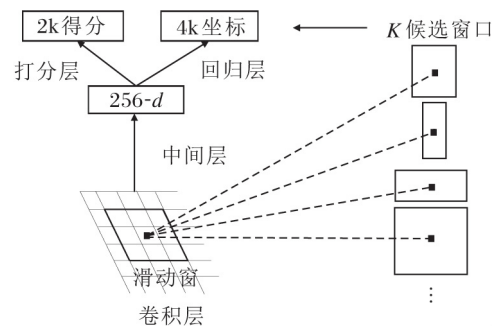 2k得分
4k坐标
K候选窗口
打分层
回归层
256-d
中间层
滑动窗
卷积层